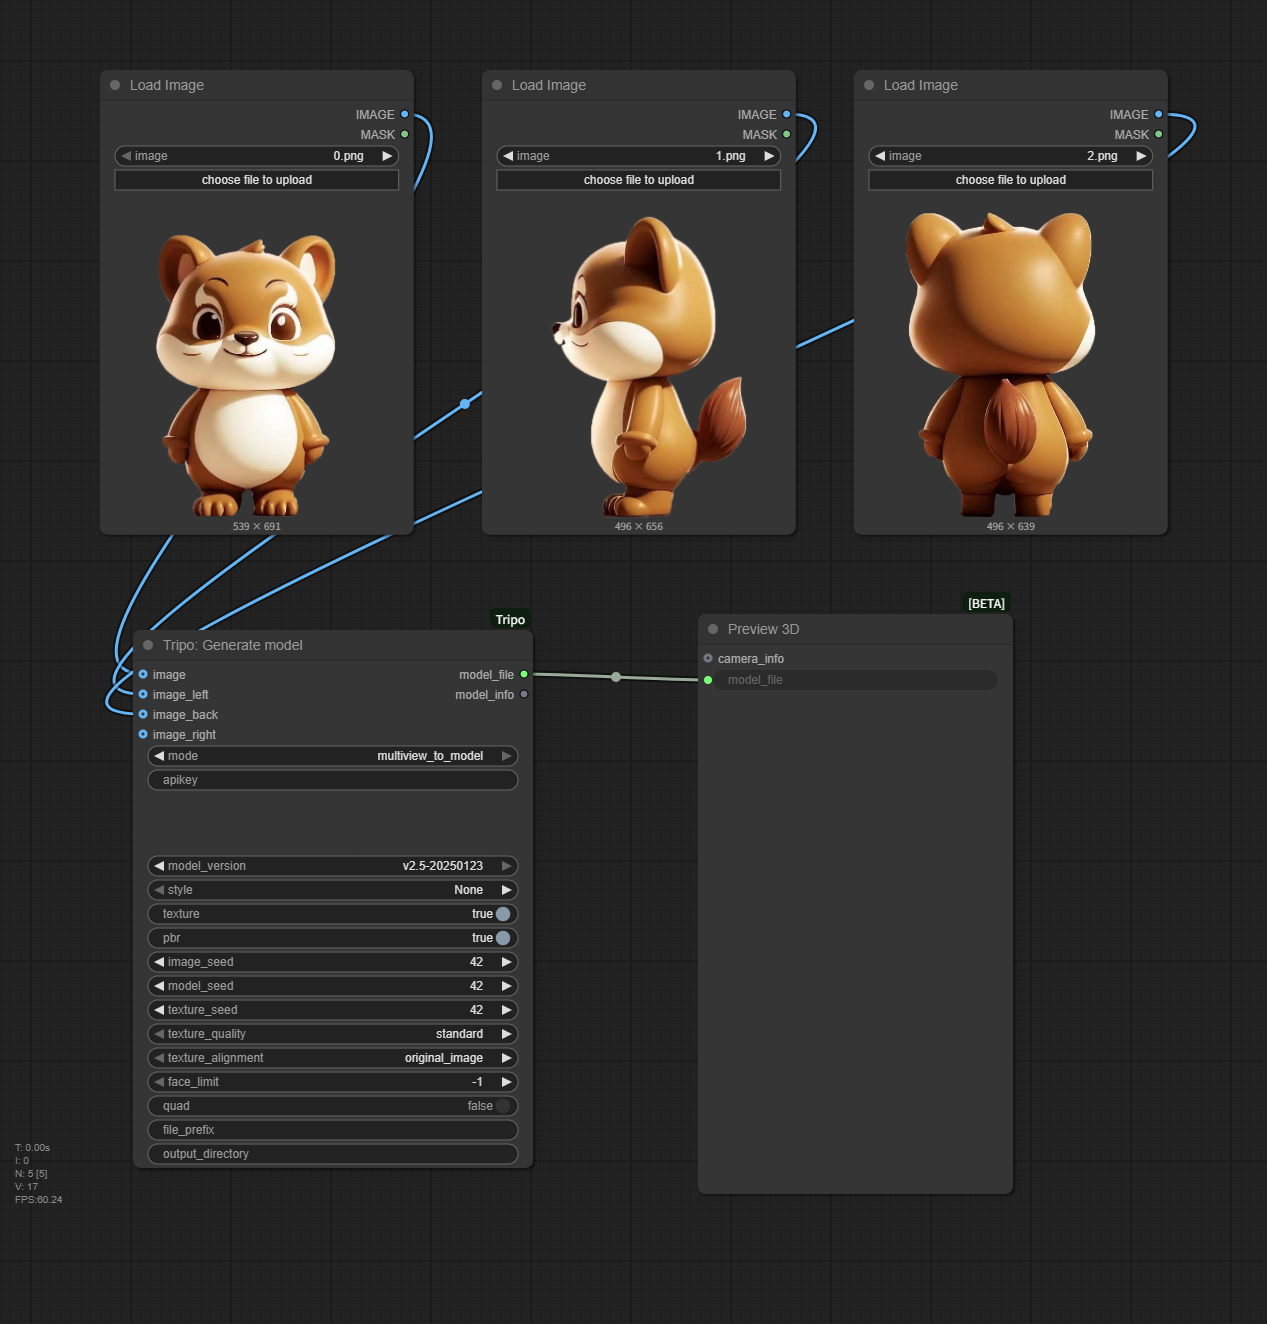 Load Image
IMAGE
MASK
image 0.png
choose file to upload
539 × 691
Load Image
IMAGE
MASK
image 1.png
choose file to upload
496 × 656
Load Image
IMAGE
MASK
image 2.png
choose file to upload
496 × 639
Tripo
Tripo: Generate model
image model_file
image_left model_info
image_back
image_right
mode multiview_to_model
apikey
model_version v2.5-20250123
style None
texture true
pbr true
image_seed 42
model_seed 42
texture_seed 42
texture_quality standard
texture_alignment original_image
face_limit -1
quad false
file_prefix
output_directory
[BETA]
Preview 3D
camera_info
model_file
T: 0.00s
I: 0
N: 5 [5]
V: 17
FPS:60.24